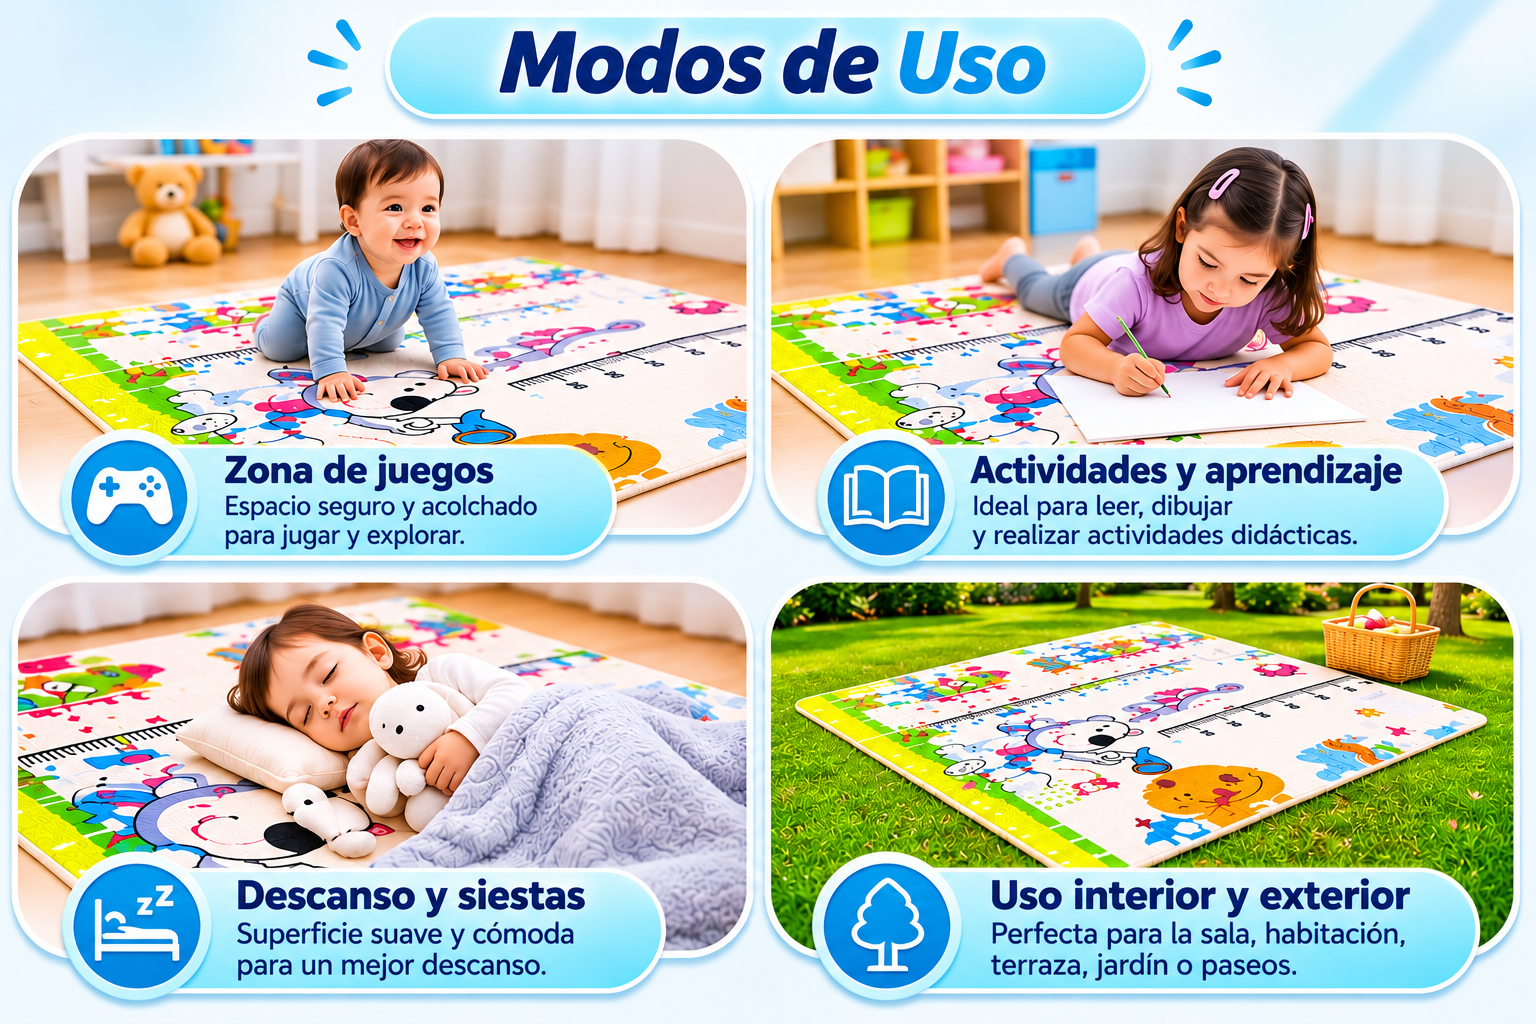 Modos de Uso
Zona de juegos
Espacio seguro y acolchado
para jugar y explorar.
Actividades y aprendizaje
Ideal para leer, dibujar
y realizar actividades didácticas.
Descanso y siestas
Superficie suave y cómoda
para un mejor descanso.
Uso interior y exterior
Perfecta para la sala, habitación,
terraza, jardín o paseos.